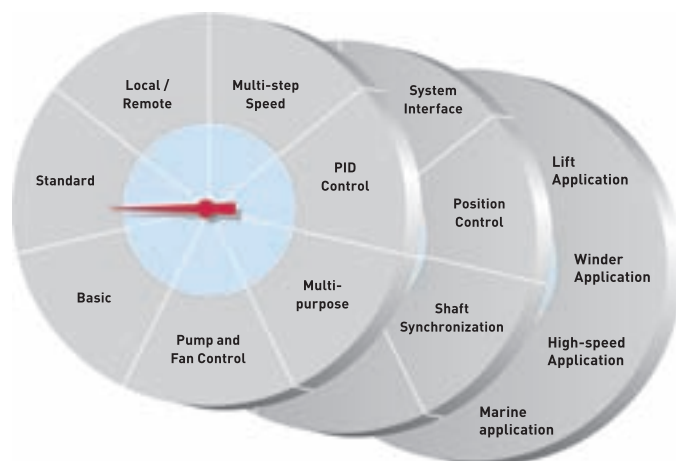 Local /
Remote
Multi-step
Speed
PID
Control
Multi-
purpose
Pump and
Fan Control
Basic
Standard
System
Interface
Position
Control
Shaft
Synchronization
Lift
Application
Winder
Application
High-speed
Application
Marine
application